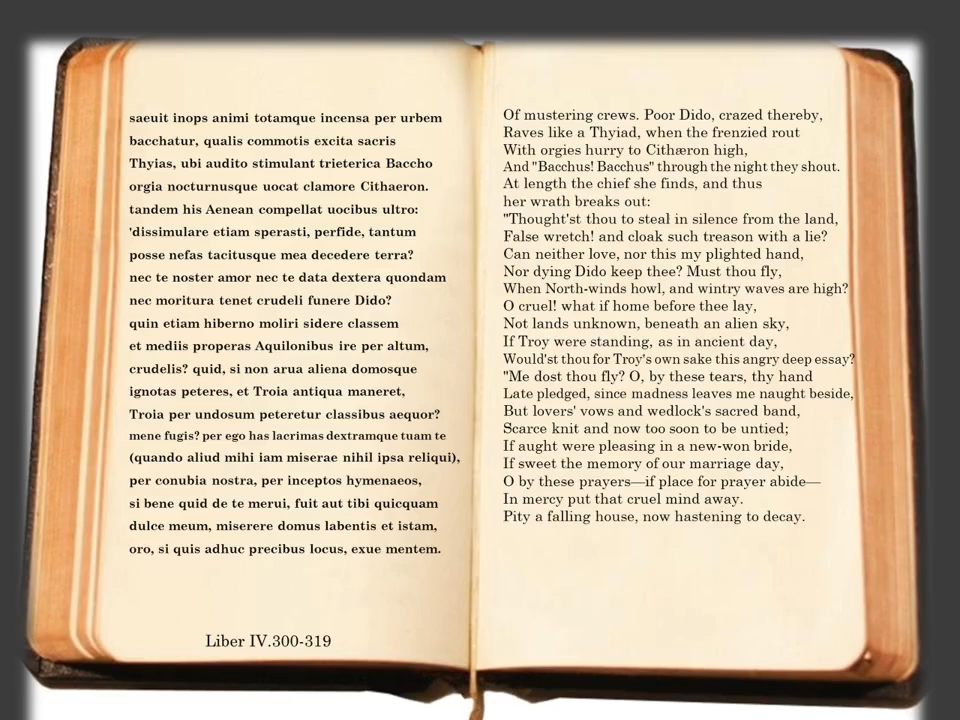 saeuit inops animi totamque incensa per urbem
bacchatur, qualis commotis excita sacris
Thyias, ubi audito stimulant trieterica Baccho
orgia nocturnusque uocat clamore Cithaeron.
tandem his Aenean compellat uocibus ultro:
'dissimulare etiam sperasti, perfide, tantum
posse nefas tacitusque mea decedere terra?
nec te noster amor nec te data dextera quondam
nec moritura tenet crudeli funere Dido?
quin etiam hiberno moliri sidere classem
et mediis properas Aquilonibus ire per altum,
crudelis? quid, si non arua aliena domosque
ignotas peteres, et Troia antiqua maneret,
Troia per undosum peteretur classibus aequor?
mene fugis? per ego has lacrimas dextramque tuam te
(quando aliud mihi iam miserae nihil ipsa reliqui),
per conubia nostra, per inceptos hymenaeos,
si bene quid de te merui, fuit aut tibi quicquam
dulce meum, miserere domus labentis et istam,
oro, si quis adhuc precibus locus, exue mentem.
Liber IV.300-319
Of mustering crews. Poor Dido, crazed thereby,
Raves like a Thyiad, when the frenzied rout
With orgies hurry to Cithæron high,
And "Bacchus! Bacchus" through the night they shout.
At length the chief she finds, and thus
her wrath breaks out:
"Thought'st thou to steal in silence from the land,
False wretch! and cloak such treason with a lie?
Can neither love, nor this my plighted hand,
Nor dying Dido keep thee? Must thou fly,
When North-winds howl, and wintry waves are high?
O cruel! what if home before thee lay,
Not lands unknown, beneath an alien sky,
If Troy were standing, as in ancient day,
Would'st thou for Troy's own sake this angry deep essay?
"Me dost thou fly? O, by these tears, thy hand
Late pledged, since madness leaves me naught beside,
But lovers' vows and wedlock's sacred band,
Scarce knit and now too soon to be untied;
If aught were pleasing in a new-won bride,
If sweet the memory of our marriage day,
O by these prayers—if place for prayer abide—
In mercy put that cruel mind away.
Pity a falling house, now hastening to decay.